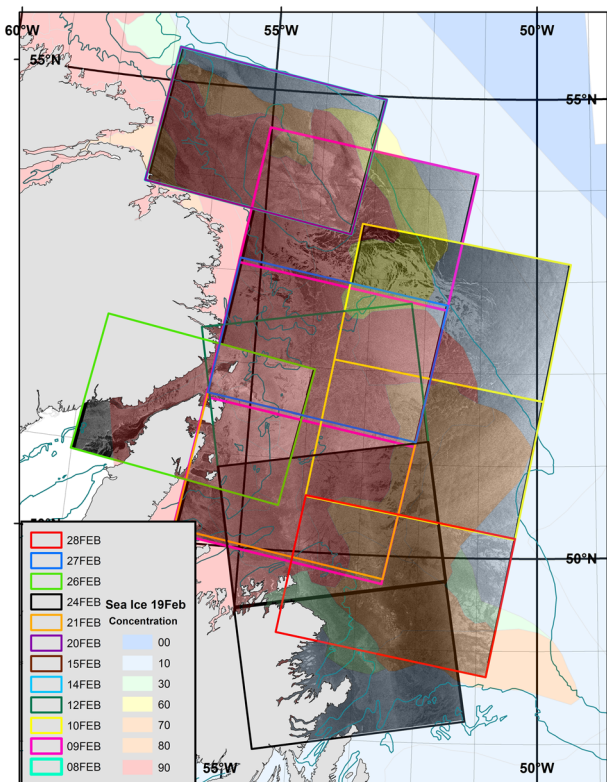 60°W
55°W
50°W
55°N
55°N
50°N
28FEB
27FEB
26FEB
24FEB
21FEB
20FEB
15FEB
14FEB
12FEB
10FEB
09FEB
08FEB
Sea Ice 19Feb
Concentration
00
10
30
60
70
80
90
55°W
50°W